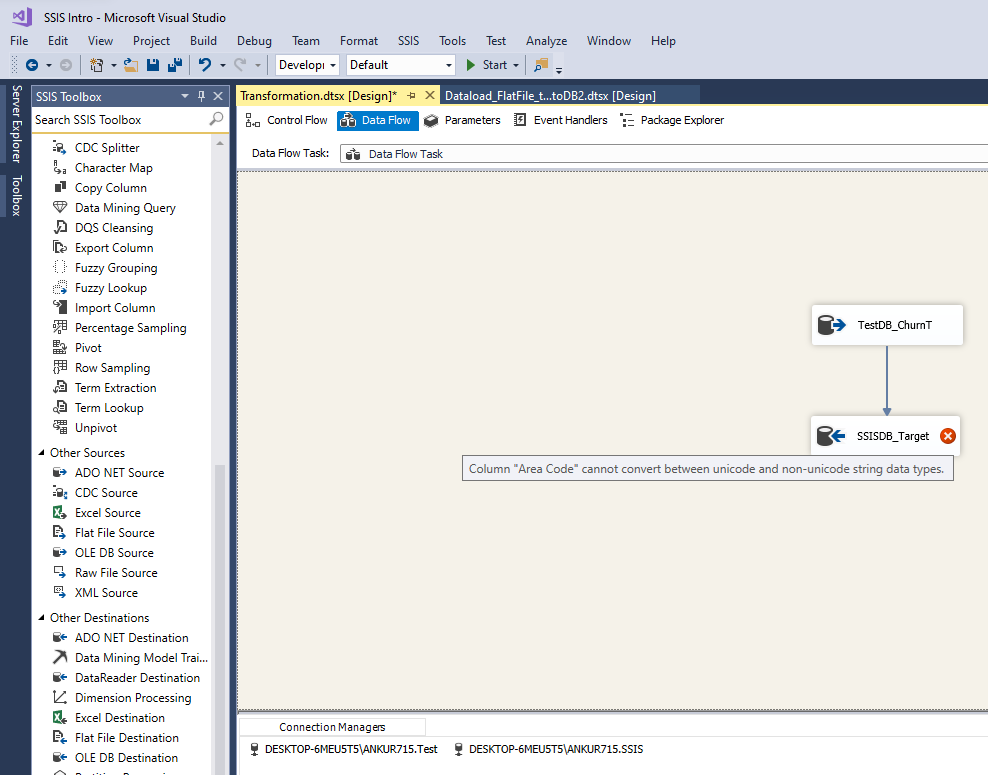 SSIS Intro - Microsoft Visual Studio
File Edit View Project Build Debug Team Format SSIS Tools Test Analyze Window Help
Developi Default Start
Server Explorer
Toolbox
SSIS Toolbox
Search SSIS Toolbox
CDC Splitter
Character Map
Copy Column
Data Mining Query
DQS Cleansing
Export Column
Fuzzy Grouping
Fuzzy Lookup
Import Column
Percentage Sampling
Pivot
Row Sampling
Term Extraction
Term Lookup
Unpivot
Other Sources
ADO NET Source
CDC Source
Excel Source
Flat File Source
OLE DB Source
Raw File Source
XML Source
Other Destinations
ADO NET Destination
Data Mining Model Trai...
DataReader Destination
Dimension Processing
Excel Destination
Flat File Destination
OLE DB Destination
Transformation.dtsx [Design]* Dataload_FlatFile_t...toDB2.dtsx [Design]
Control Flow Data Flow Parameters Event Handlers Package Explorer
Data Flow Task: Data Flow Task
TestDB_ChurnT
SSISDB_Target
Column "Area Code" cannot convert between unicode and non-unicode string data types.
Connection Managers
DESKTOP-6MEU5T5\ANKUR715.Test DESKTOP-6MEU5T5\ANKUR715.SSIS